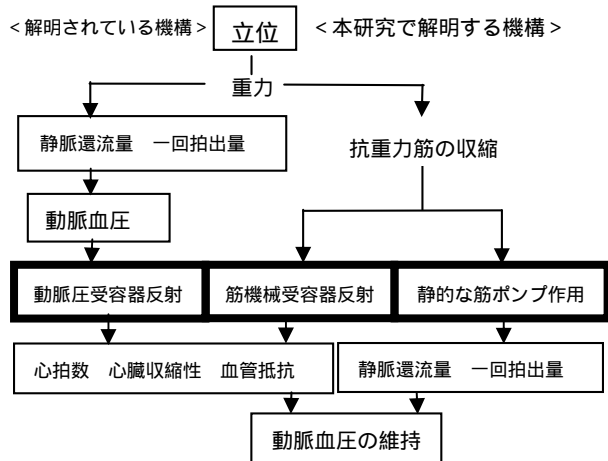 <解明されている機構> 立位 <本研究で解明する機構>
重力
静脈還流量 一回拍出量
抗重力筋の収縮
動脈血圧
動脈圧受容器反射 筋機械受容器反射 静的な筋ポンプ作用
心拍数 心臓収縮性 血管抵抗 静脈還流量 一回拍出量
動脈血圧の維持